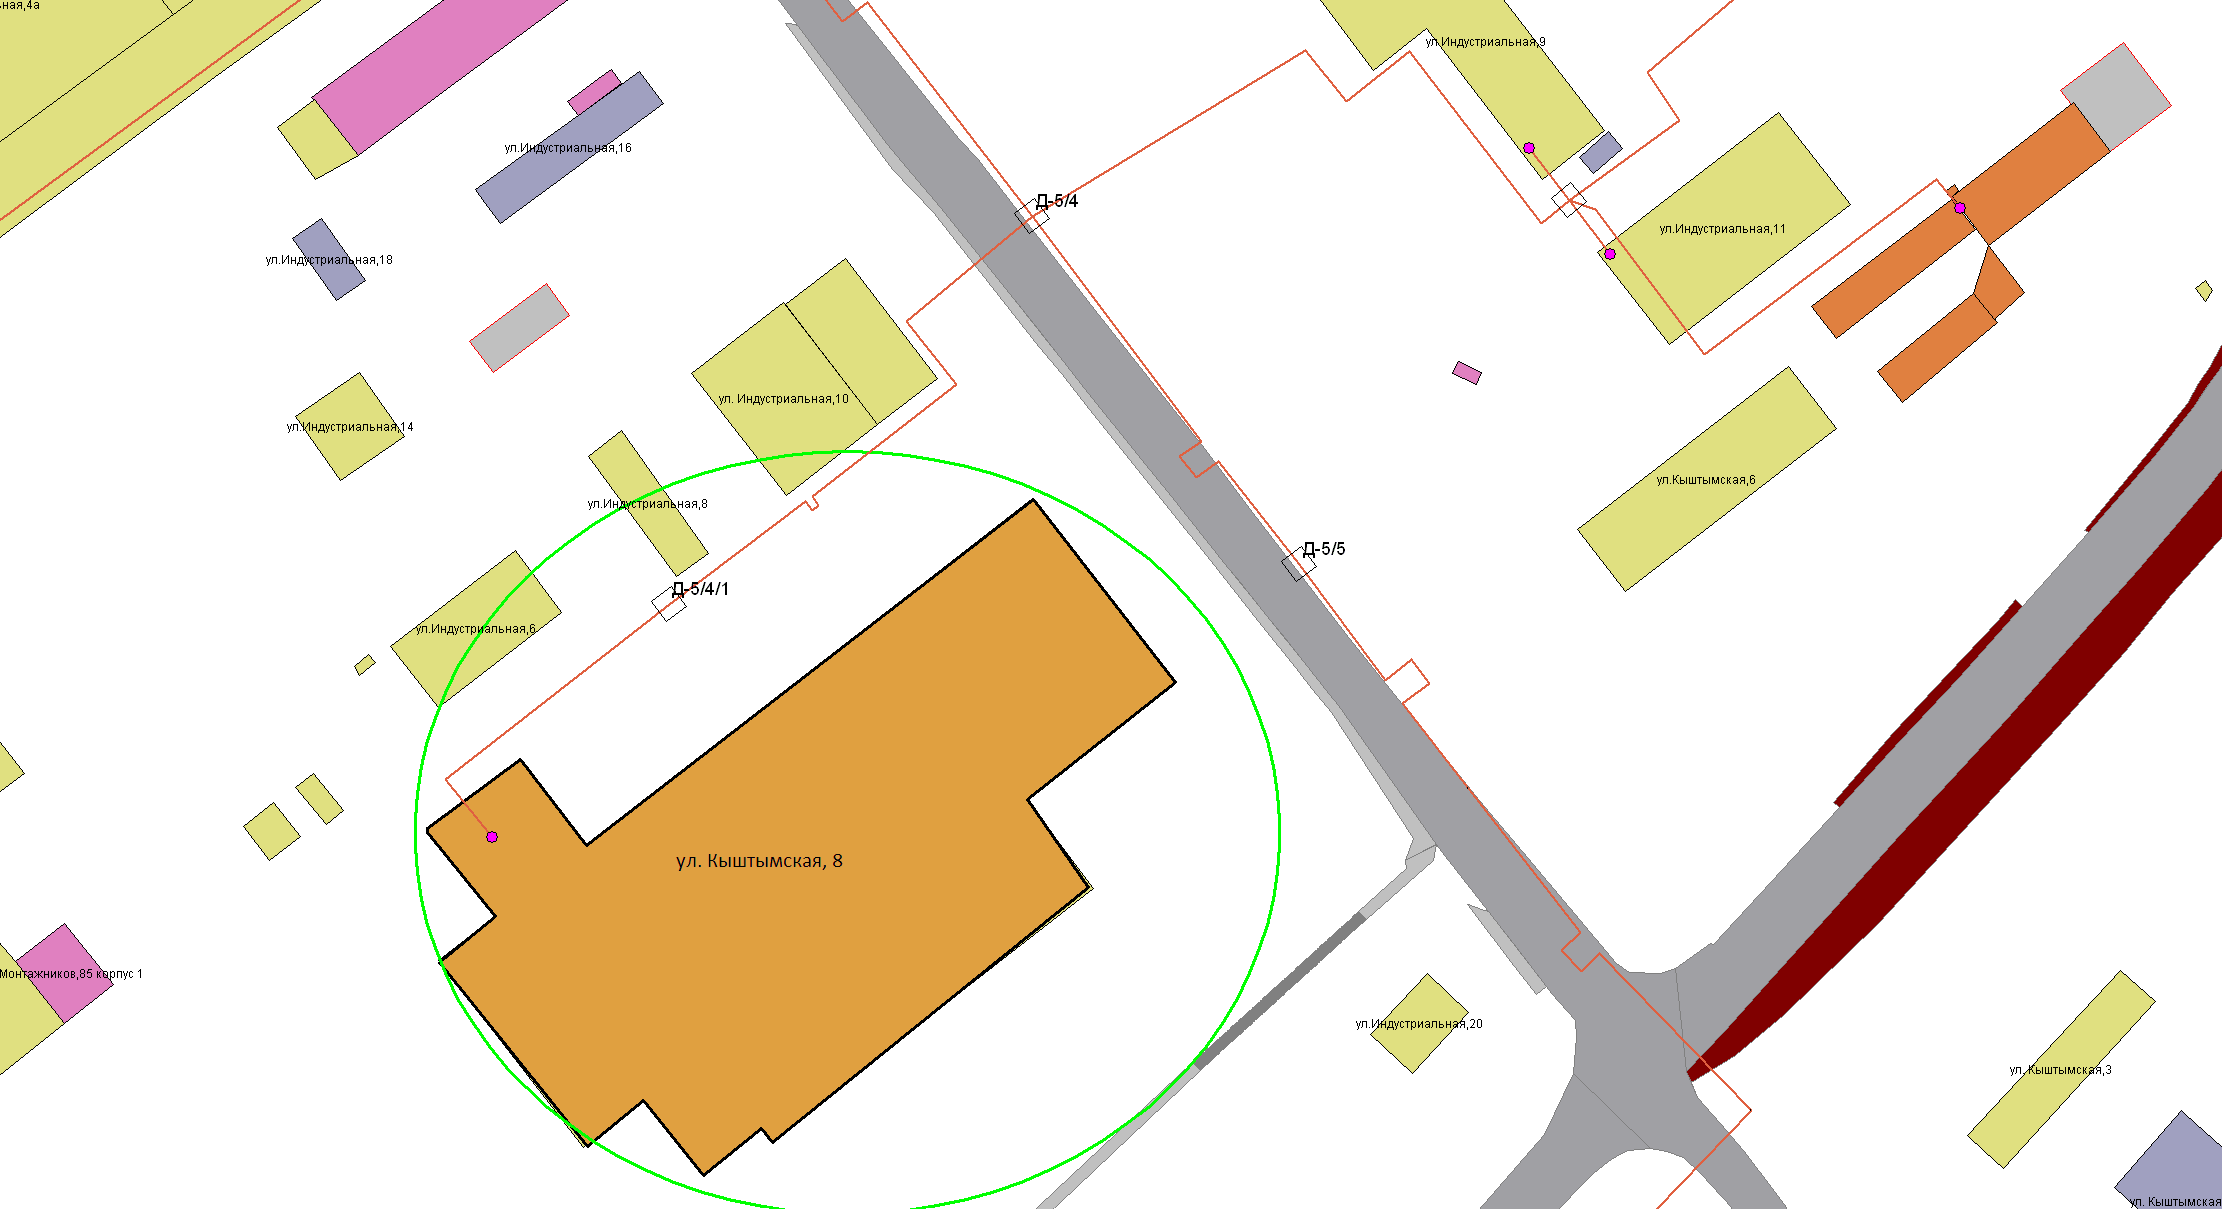 ная,4а
ул.Индустриальная,9
ул.Индустриальная,16
Д-5/4
ул.Индустриальная,11
ул.Индустриальная,18
ул. Индустриальная,10
ул.Индустриальная,14
ул.Кыштымская,6
ул.Индустриальная,8
Д-5/5
Д-5/4/1
ул.Индустриальная,6
ул. Кыштымская, 8
Монтажников,85 корпус 1
ул.Индустриальная,20
ул. Кыштымская,3
ул. Кыштымская